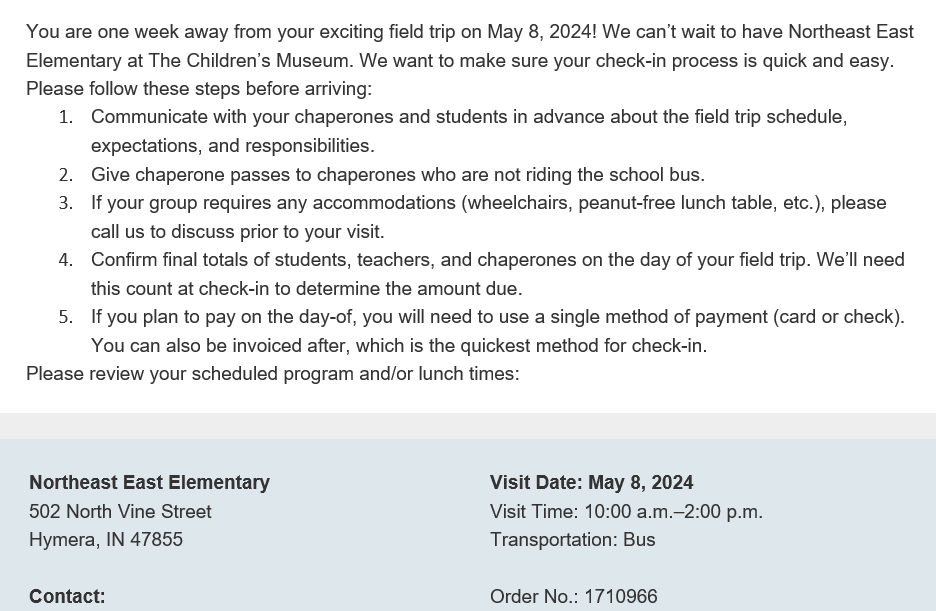 You are one week away from your exciting field trip on May 8, 2024! We can’t wait to have Northeast East
Elementary at The Children’s Museum. We want to make sure your check-in process is quick and easy.
Please follow these steps before arriving:
1. Communicate with your chaperones and students in advance about the field trip schedule,
expectations, and responsibilities.
2. Give chaperone passes to chaperones who are not riding the school bus.
3. If your group requires any accommodations (wheelchairs, peanut-free lunch table, etc.), please
call us to discuss prior to your visit.
4. Confirm final totals of students, teachers, and chaperones on the day of your field trip. We’ll need
this count at check-in to determine the amount due.
5. If you plan to pay on the day-of, you will need to use a single method of payment (card or check).
You can also be invoiced after, which is the quickest method for check-in.
Please review your scheduled program and/or lunch times:
Northeast East Elementary
502 North Vine Street
Hymera, IN 47855
Contact:
Visit Date: May 8, 2024
Visit Time: 10:00 a.m.–2:00 p.m.
Transportation: Bus
Order No.: 1710966